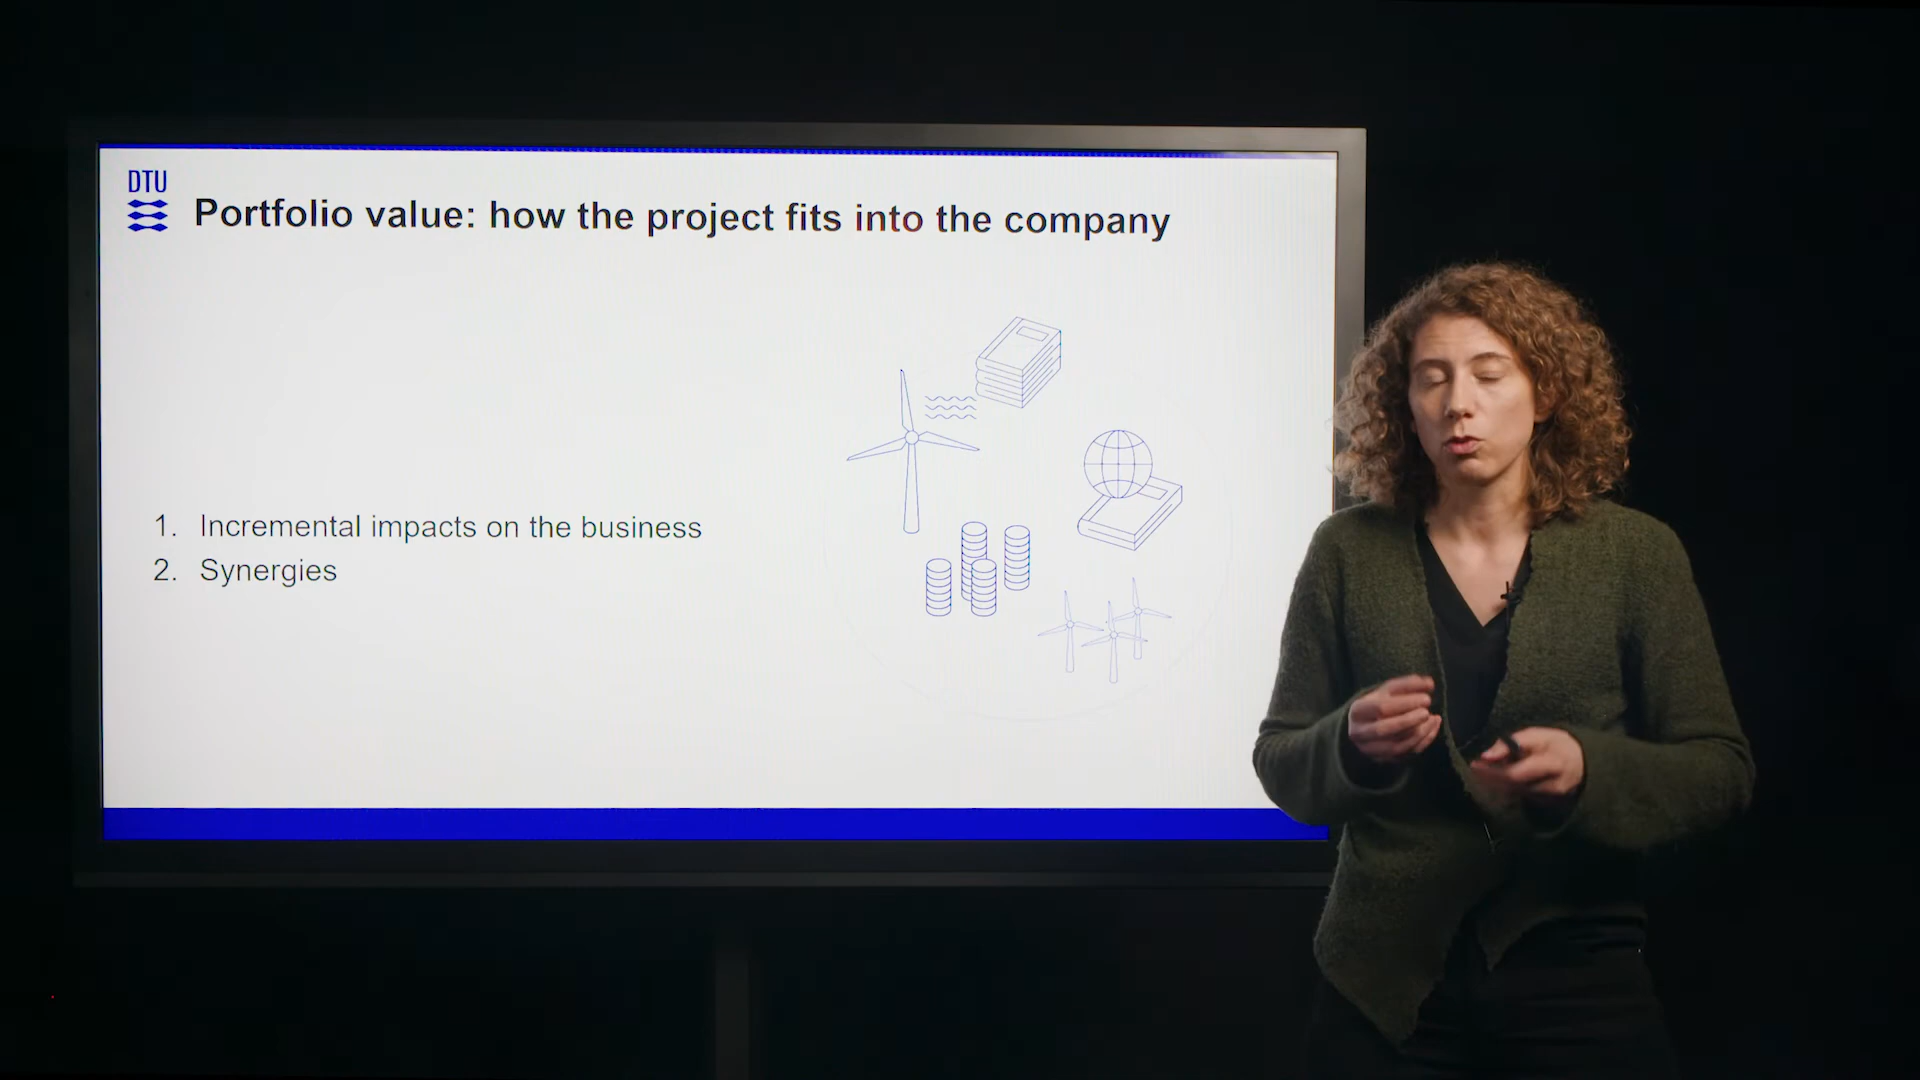 DTU
Portfolio value: how the project fits into the company
1. Incremental impacts on the business
2. Synergies